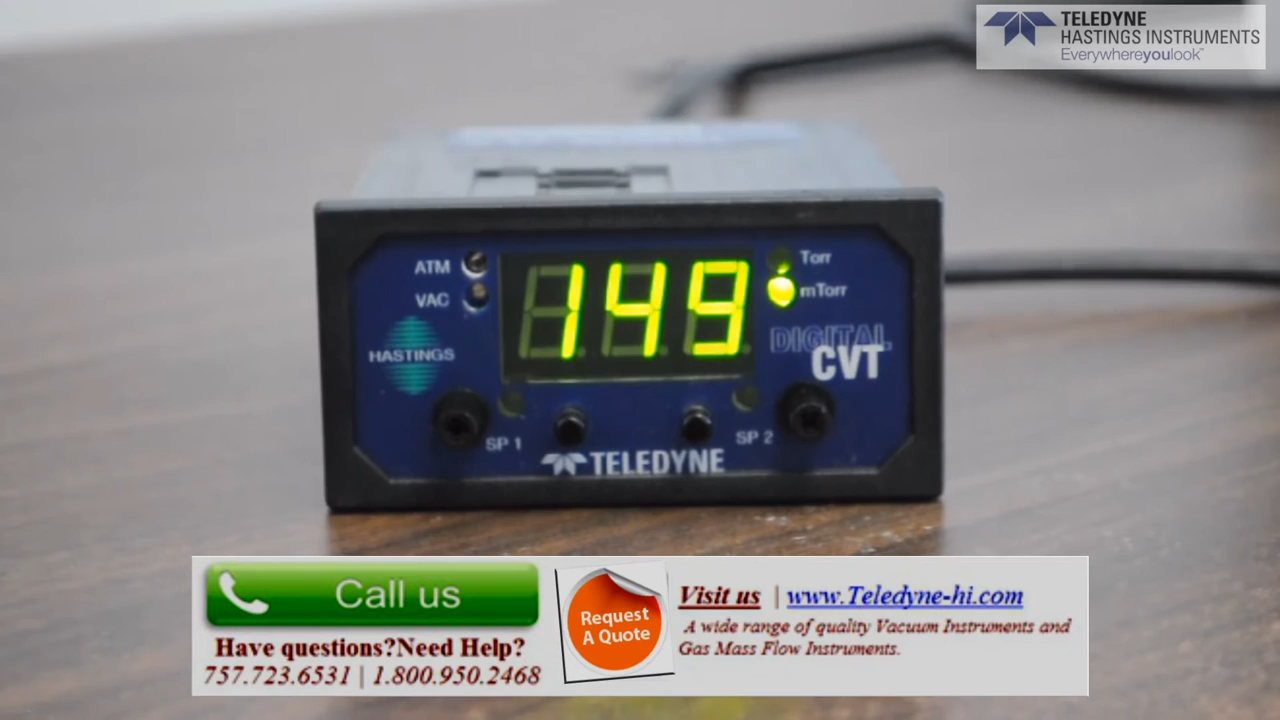 TELEDYNE
HASTINGS INSTRUMENTS
Everywhereyoulook™
ATM
VAC
149
Torr
mTorr
HASTINGS
DIGITAL
CVT
SP 1
SP 2
TELEDYNE
Call us
Have questions?Need Help?
757.723.6531 | 1.800.950.2468
Request
A Quote
Visit us | www.Teledyne-hi.com
A wide range of quality Vacuum Instruments and
Gas Mass Flow Instruments.